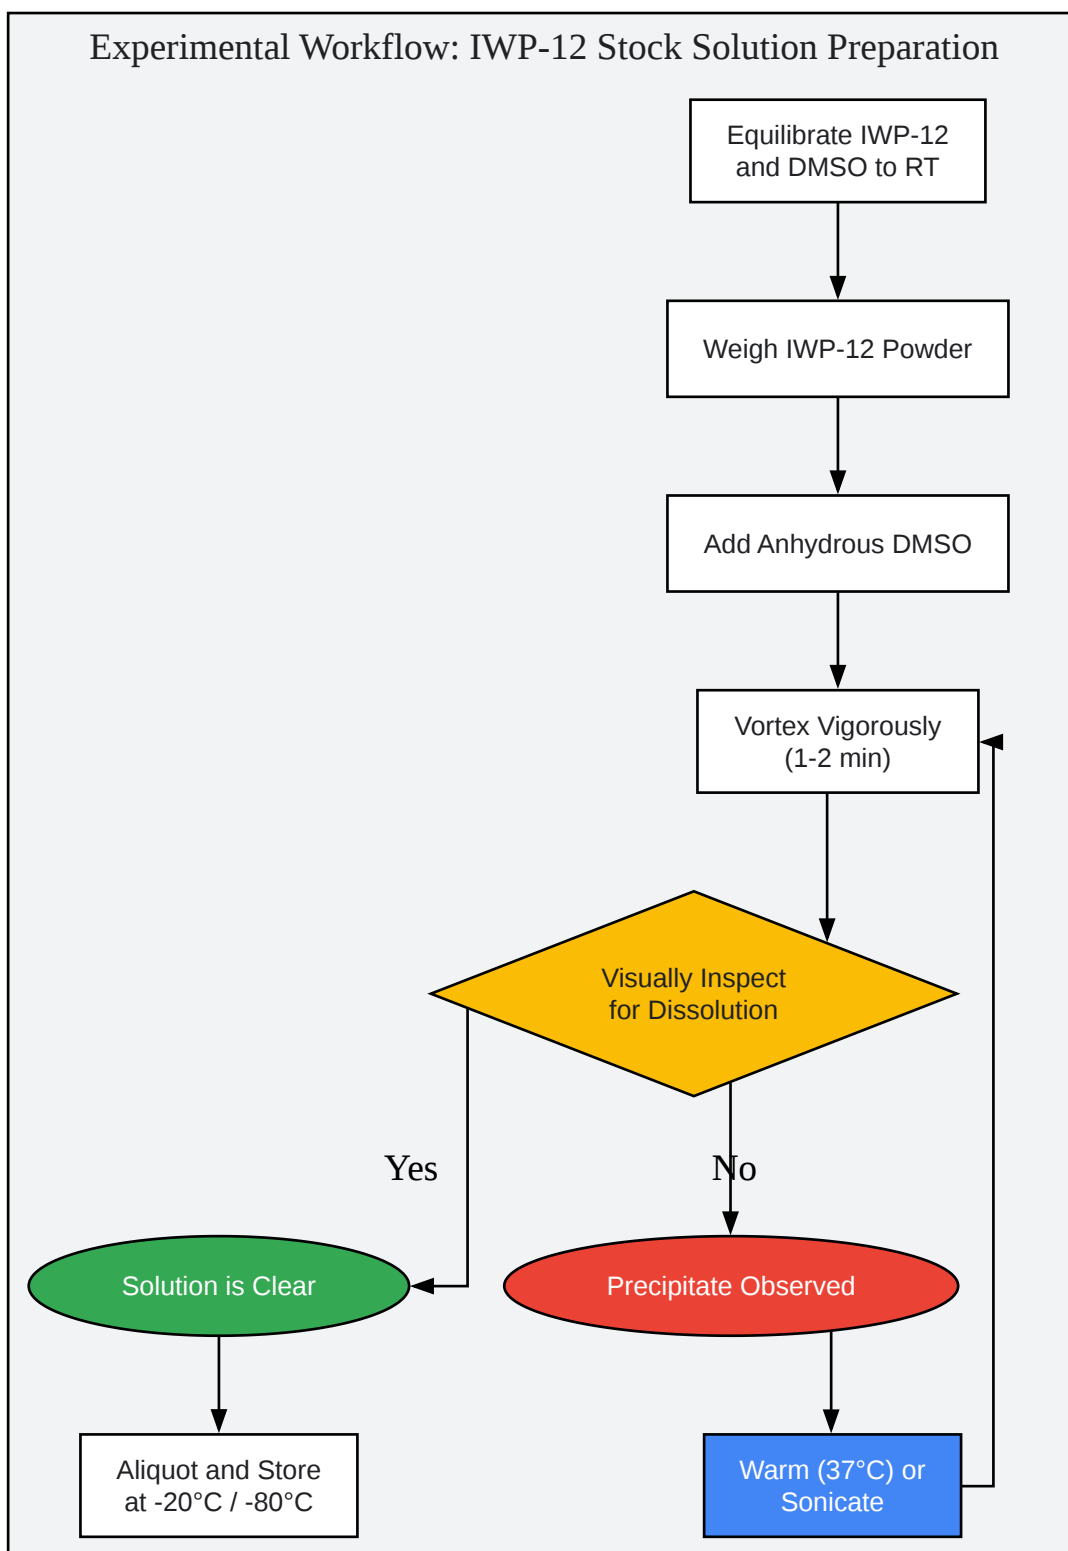 Experimental Workflow: IWP-12 Stock Solution Preparation
Equilibrate IWP-12
and DMSO to RT
Weigh IWP-12 Powder
Add Anhydrous DMSO
Vortex Vigorously
(1-2 min)
Visually Inspect
for Dissolution
Yes
No
Solution is Clear
Precipitate Observed
Aliquot and Store
at -20°C / -80°C
Warm (37°C) or
Sonicate